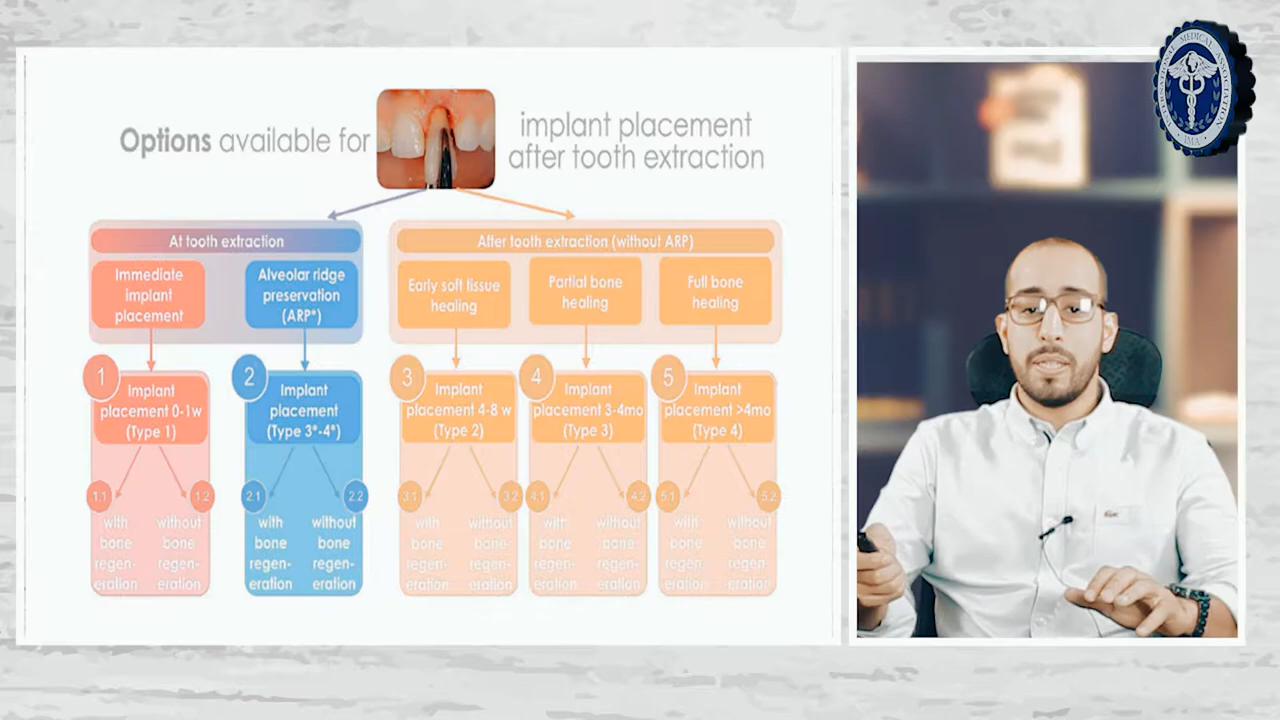 Options available for
implant placement
after tooth extraction
At tooth extraction
After tooth extraction (without ARP)
Immediate
implant
placement
Alveolar ridge
preservation
(ARP*)
Early soft tissue
healing
Partial bone
healing
Full bone
healing
1
Implant
placement 0-1w
(Type 1)
2
Implant
placement
(Type 3*-4*)
3
Implant
placement 4-8 w
(Type 2)
4
Implant
placement 3-4mo
(Type 3)
5
Implant
placement >4mo
(Type 4)
1.1
with
bone
regen-
eration
1.2
without
bone
regen-
eration
2.1
with
bone
regen-
eration
2.2
without
bone
regen-
eration
3.1
with
bone
regen-
eration
3.2
without
bone
regen-
eration
4.1
with
bone
regen-
eration
4.2
without
bone
regen-
eration
5.1
with
bone
regen-
eration
5.2
without
bone
regen-
eration
INTERNATIONAL MEDICAL ASSOCIATION
IMA